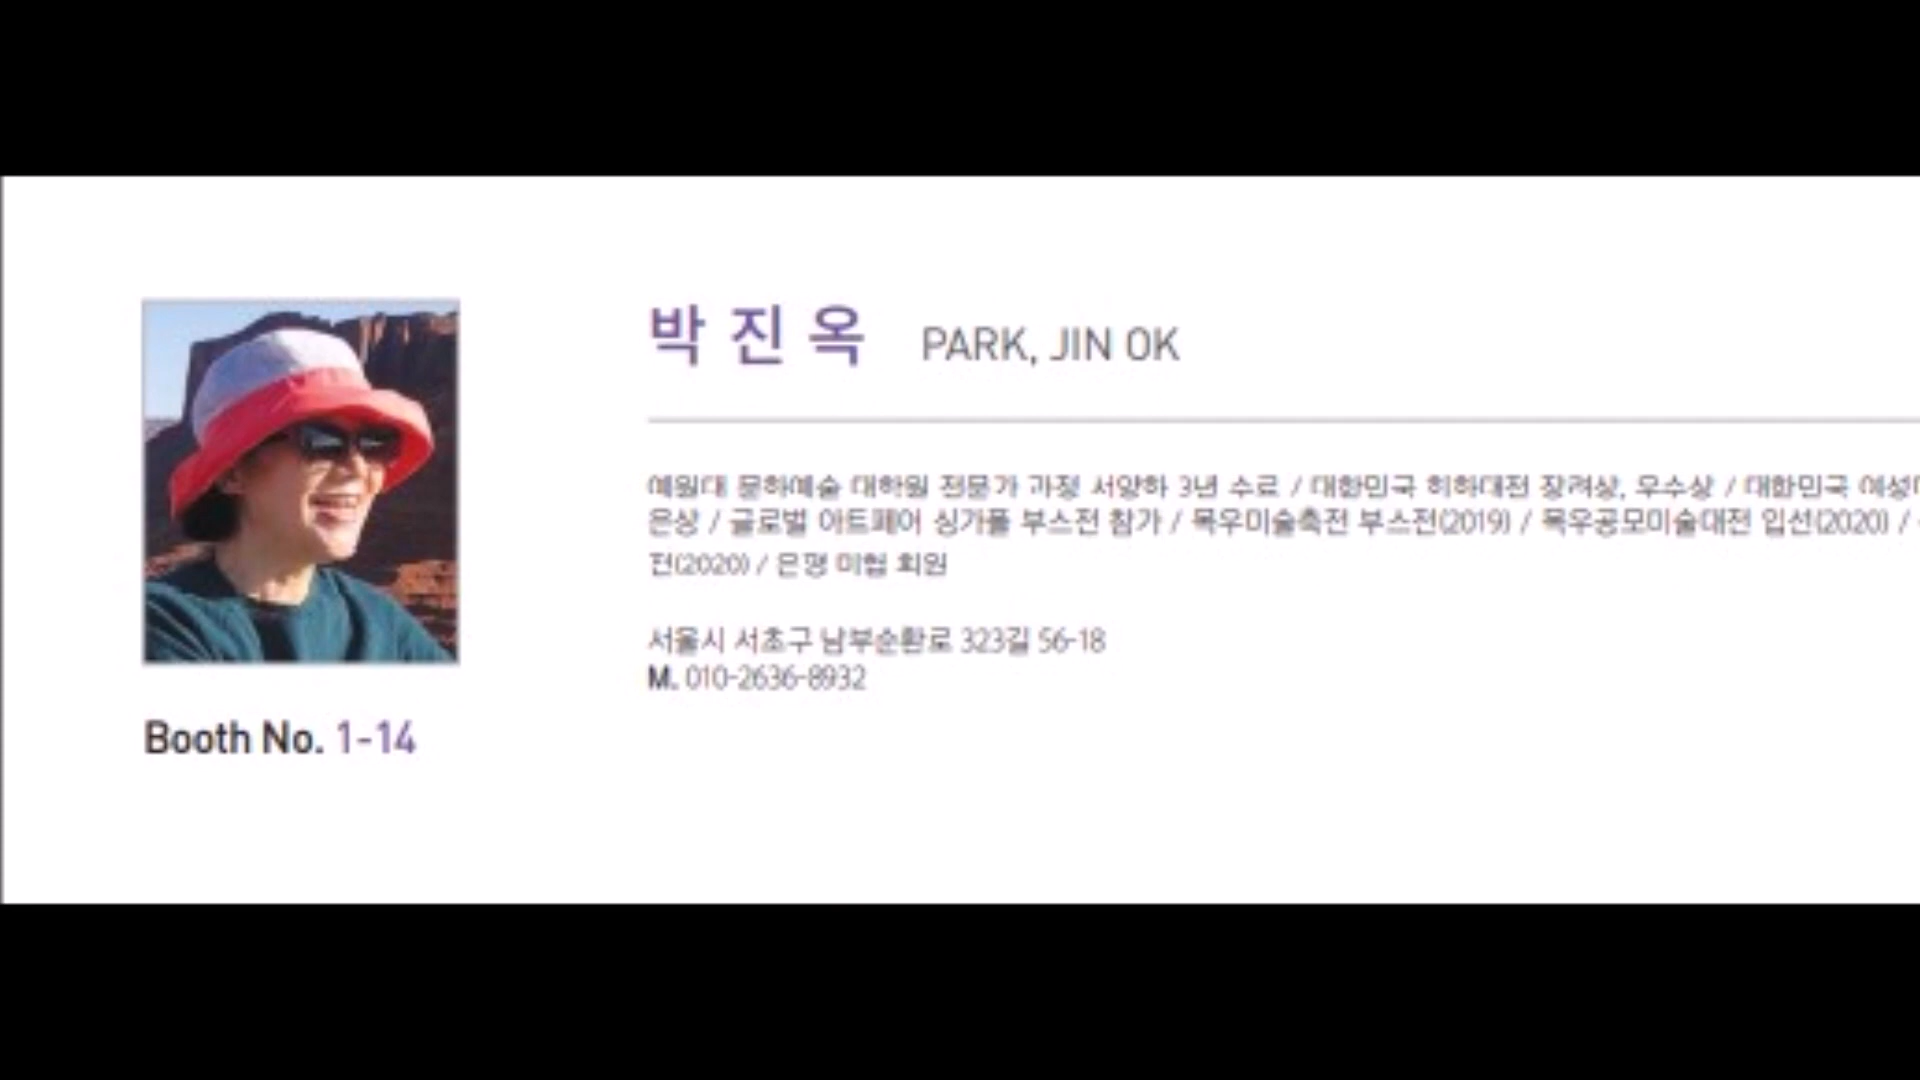 박 진 옥 PARK, JIN OK
예원대 문화예술 대학원 전문가 과정 서양화 3년 수료 / 대한민국 회화대전 장려상, 우수상 / 대한민국
은상 / 글로벌 아트페어 싱가폴 부스전 참가 / 목우미술축전 부스전(2019) / 목우공모미술대전 입선(2020) /
전(2020) / 은평 미협 회원
서울시 서초구 남부순환로 323길 56-18
M. 010-2636-8932
Booth No. 1-14